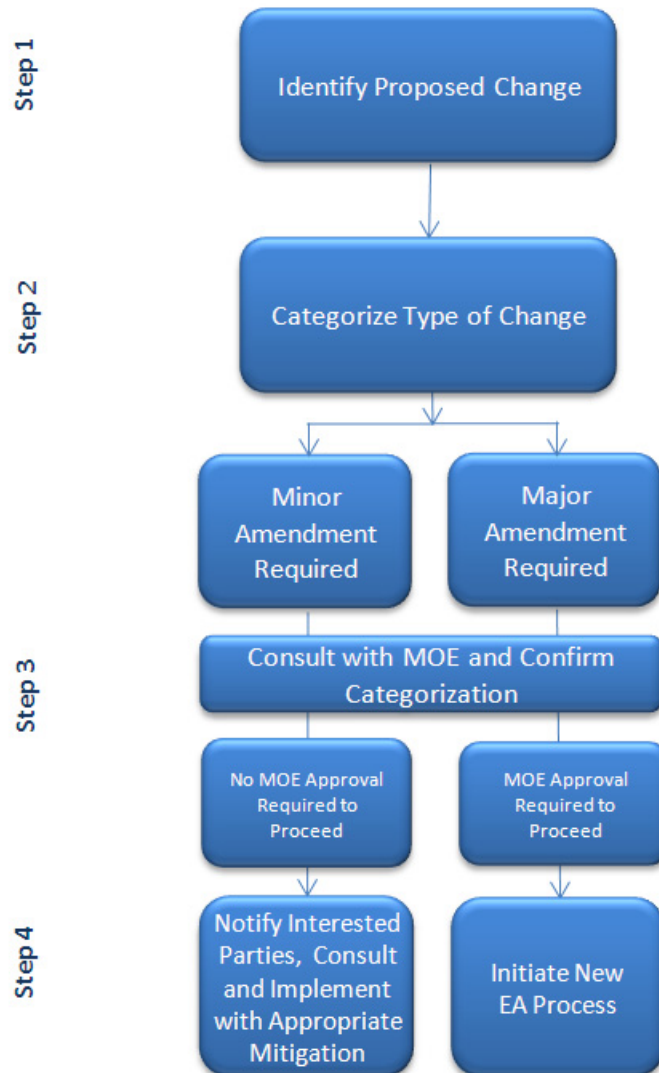 Step 1
Identify Proposed Change
Step 2
Categorize Type of Change
Minor
Amendment
Required
Major
Amendment
Required
Step 3
Consult with MOE and Confirm
Categorization
No MOE Approval
Required to
Proceed
MOE Approval
Required to
Proceed
Step 4
Notify Interested
Parties, Consult
and Implement
with Appropriate
Mitigation
Initiate New
EA Process